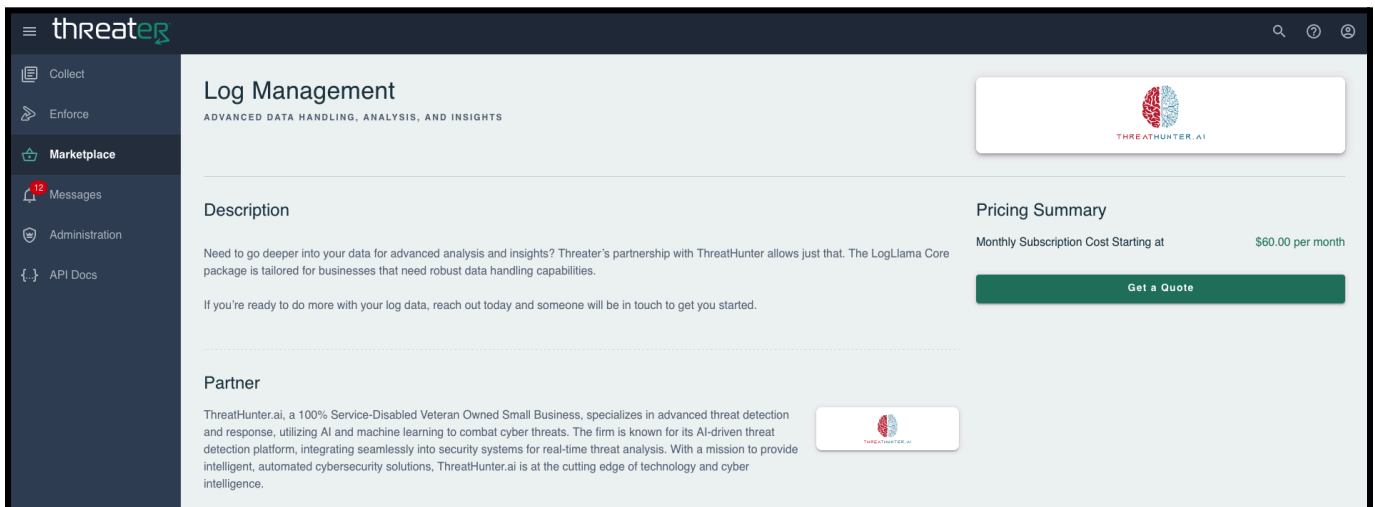 threater
Collect
Enforce
Marketplace
12
Messages
Administration
{...} API Docs
Log Management
ADVANCED DATA HANDLING, ANALYSIS, AND INSIGHTS
THREATHUNTER.AI
Description
Need to go deeper into your data for advanced analysis and insights? Threater's partnership with ThreatHunter allows just that. The LogLlama Core
package is tailored for businesses that need robust data handling capabilities.
If you're ready to do more with your log data, reach out today and someone will be in touch to get you started.
Pricing Summary
Monthly Subscription Cost Starting at $60.00 per month
Get a Quote
Partner
ThreatHunter.ai, a 100% Service-Disabled Veteran Owned Small Business, specializes in advanced threat detection
and response, utilizing AI and machine learning to combat cyber threats. The firm is known for its AI-driven threat
detection platform, integrating seamlessly into security systems for real-time threat analysis. With a mission to provide
intelligent, automated cybersecurity solutions, ThreatHunter.ai is at the cutting edge of technology and cyber
intelligence.
THREATHUNTER.AI